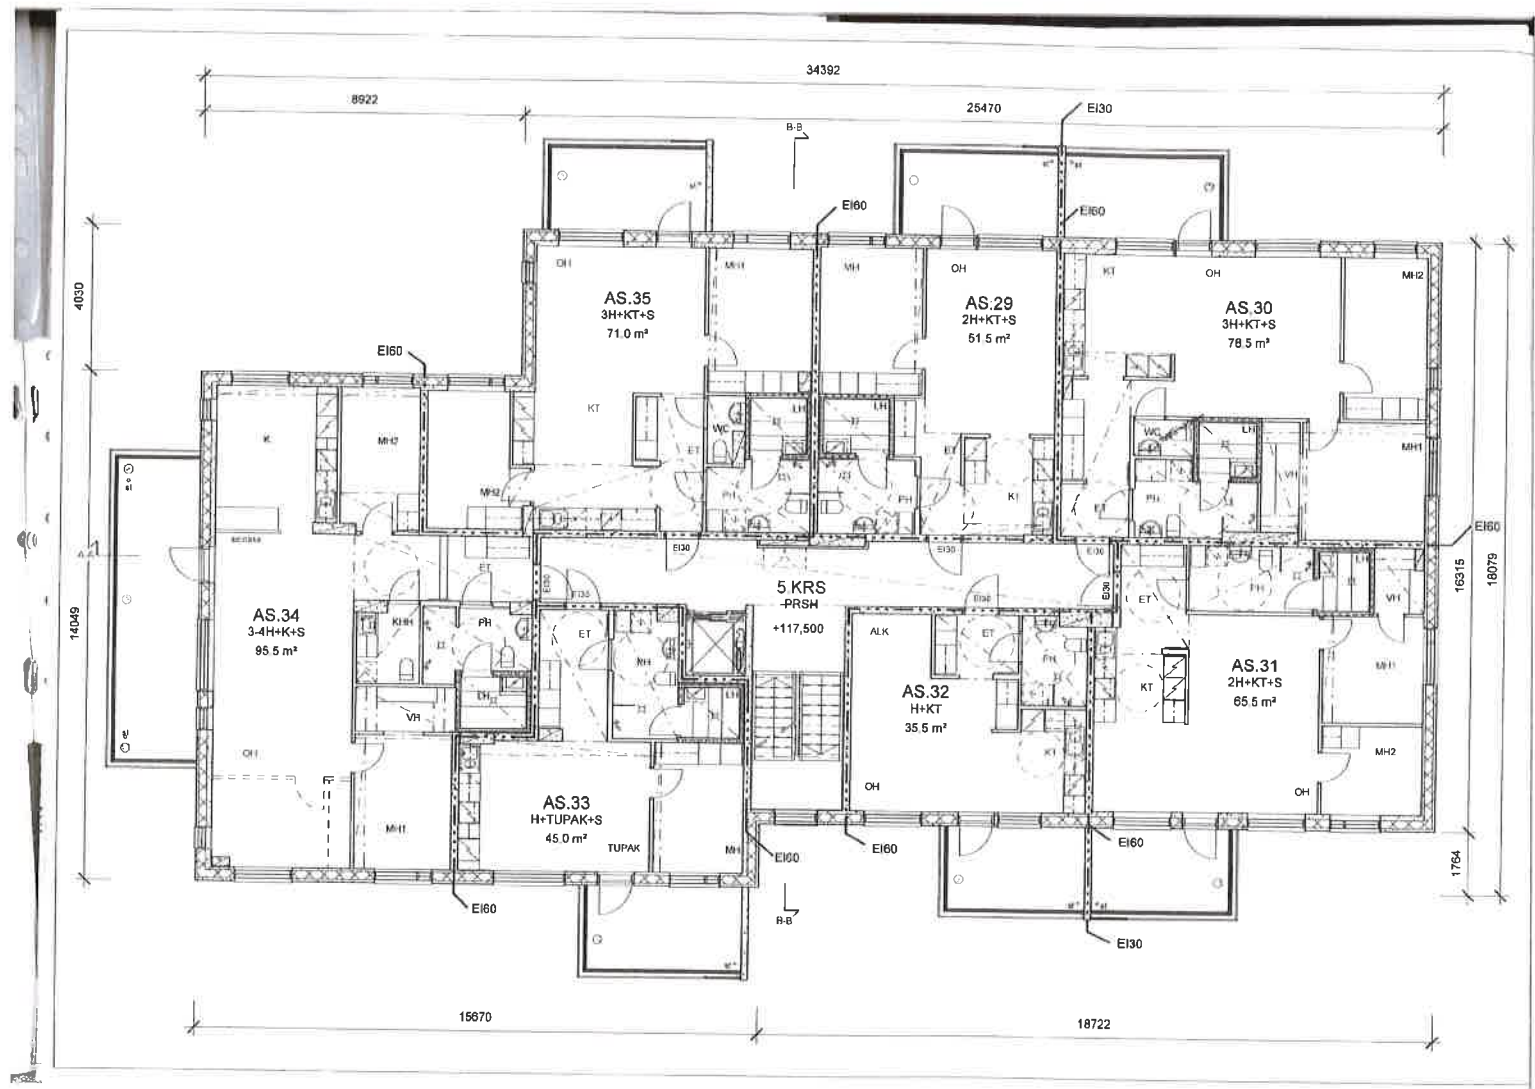 34392
8922
25470
EI30
B-B
EI60
EI60
4030
OH
MH1
MH
OH
KT
OH
MH2
AS.35
3H+KT+S
71.0 m²
AS.29
2H+KT+S
51.5 m²
AS.30
3H+KT+S
78.5 m²
EI60
K
MH2
KT
WC
LH
LH
ET
ET
WC
LH
MH1
MH2
PH
PH
KT
ET
PH
VH
EI60
16315
18079
14049
ET
EI30
EI30
EI30
EI30
EI30
EI30
EI30
5.KRS
PRSH
+117,500
AS.34
3-4H+K+S
95.5 m²
KHH
PH
ET
LH
VH
ALK
ET
PH
ET
PH
LH
VH
AS.32
H+KT
35.5 m²
KT
AS.31
2H+KT+S
65.5 m²
MH1
LH
KT
MH2
OH
OH
OH
MH1
AS.33
H+TUPAK+S
45.0 m²
TUPAK
MH
EI60
EI60
EI60
1764
EI60
B-B
EI30
15670
18722